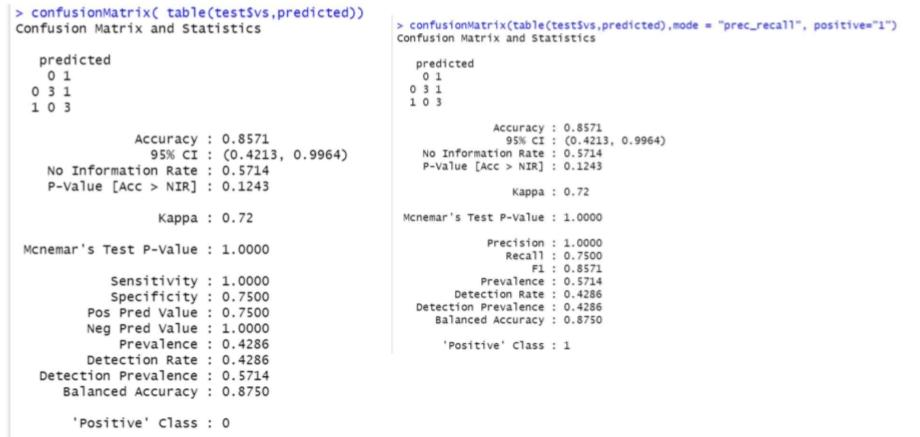 > confusionMatrix( table(test$vs,predicted))
Confusion Matrix and Statistics
predicted
0 1
0 3 1
1 0 3
Accuracy : 0.8571
95% CI : (0.4213, 0.9964)
No Information Rate : 0.5714
P-Value [Acc > NIR] : 0.1243
Kappa : 0.72
Mcnemar's Test P-Value : 1.0000
Sensitivity : 1.0000
Specificity : 0.7500
Pos Pred Value : 0.7500
Neg Pred Value : 1.0000
Prevalence : 0.4286
Detection Rate : 0.4286
Detection Prevalence : 0.5714
Balanced Accuracy : 0.8750
'Positive' Class : 0
> confusionMatrix(table(test$vs,predicted),mode = "prec_recall", positive="1")
Confusion Matrix and Statistics
predicted
0 1
0 3 1
1 0 3
Accuracy : 0.8571
95% CI : (0.4213, 0.9964)
No Information Rate : 0.5714
P-Value [Acc > NIR] : 0.1243
Kappa : 0.72
Mcnemar's Test P-Value : 1.0000
Precision : 1.0000
Recall : 0.7500
F1 : 0.8571
Prevalence : 0.5714
Detection Rate : 0.4286
Detection Prevalence : 0.4286
Balanced Accuracy : 0.8750
'Positive' Class : 1